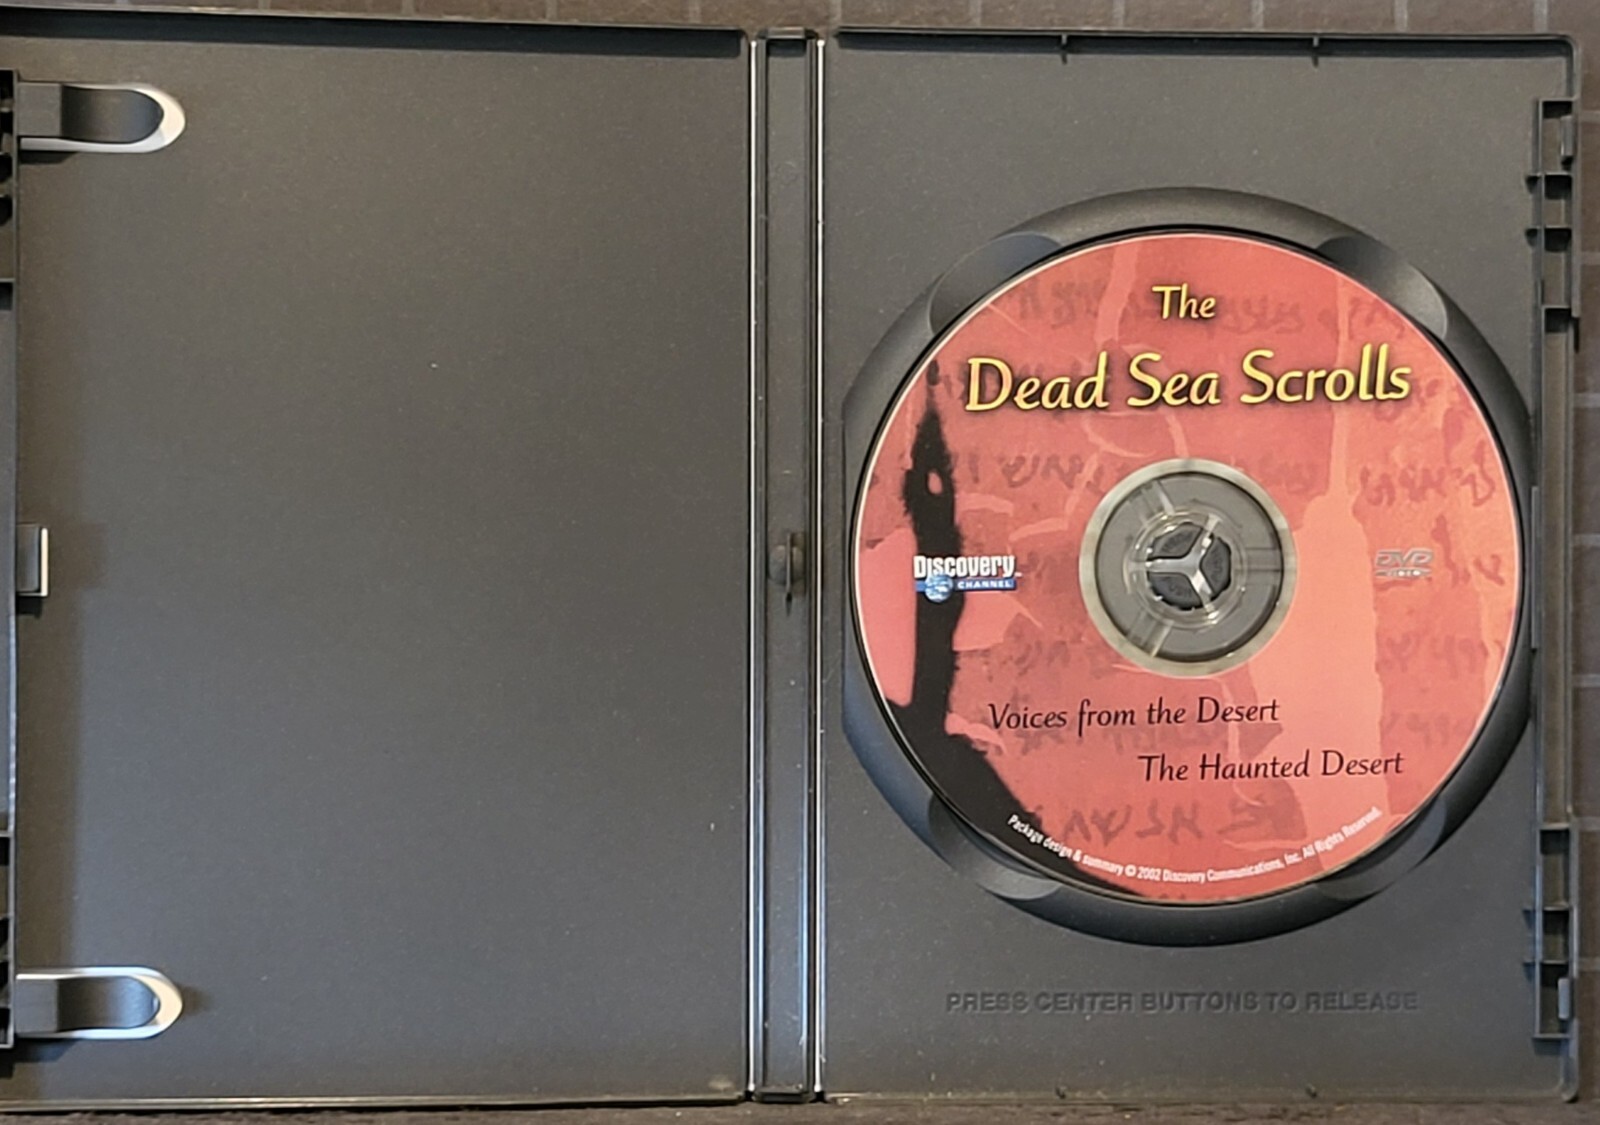 The
Dead Sea Scrolls
Discovery
CHANNEL
DVD
VIDEO
Voices from the Desert
The Haunted Desert
Package design & summary © 2002 Discovery Communications, Inc. All Rights Reserved.
PRESS CENTER BUTTONS TO RELEASE